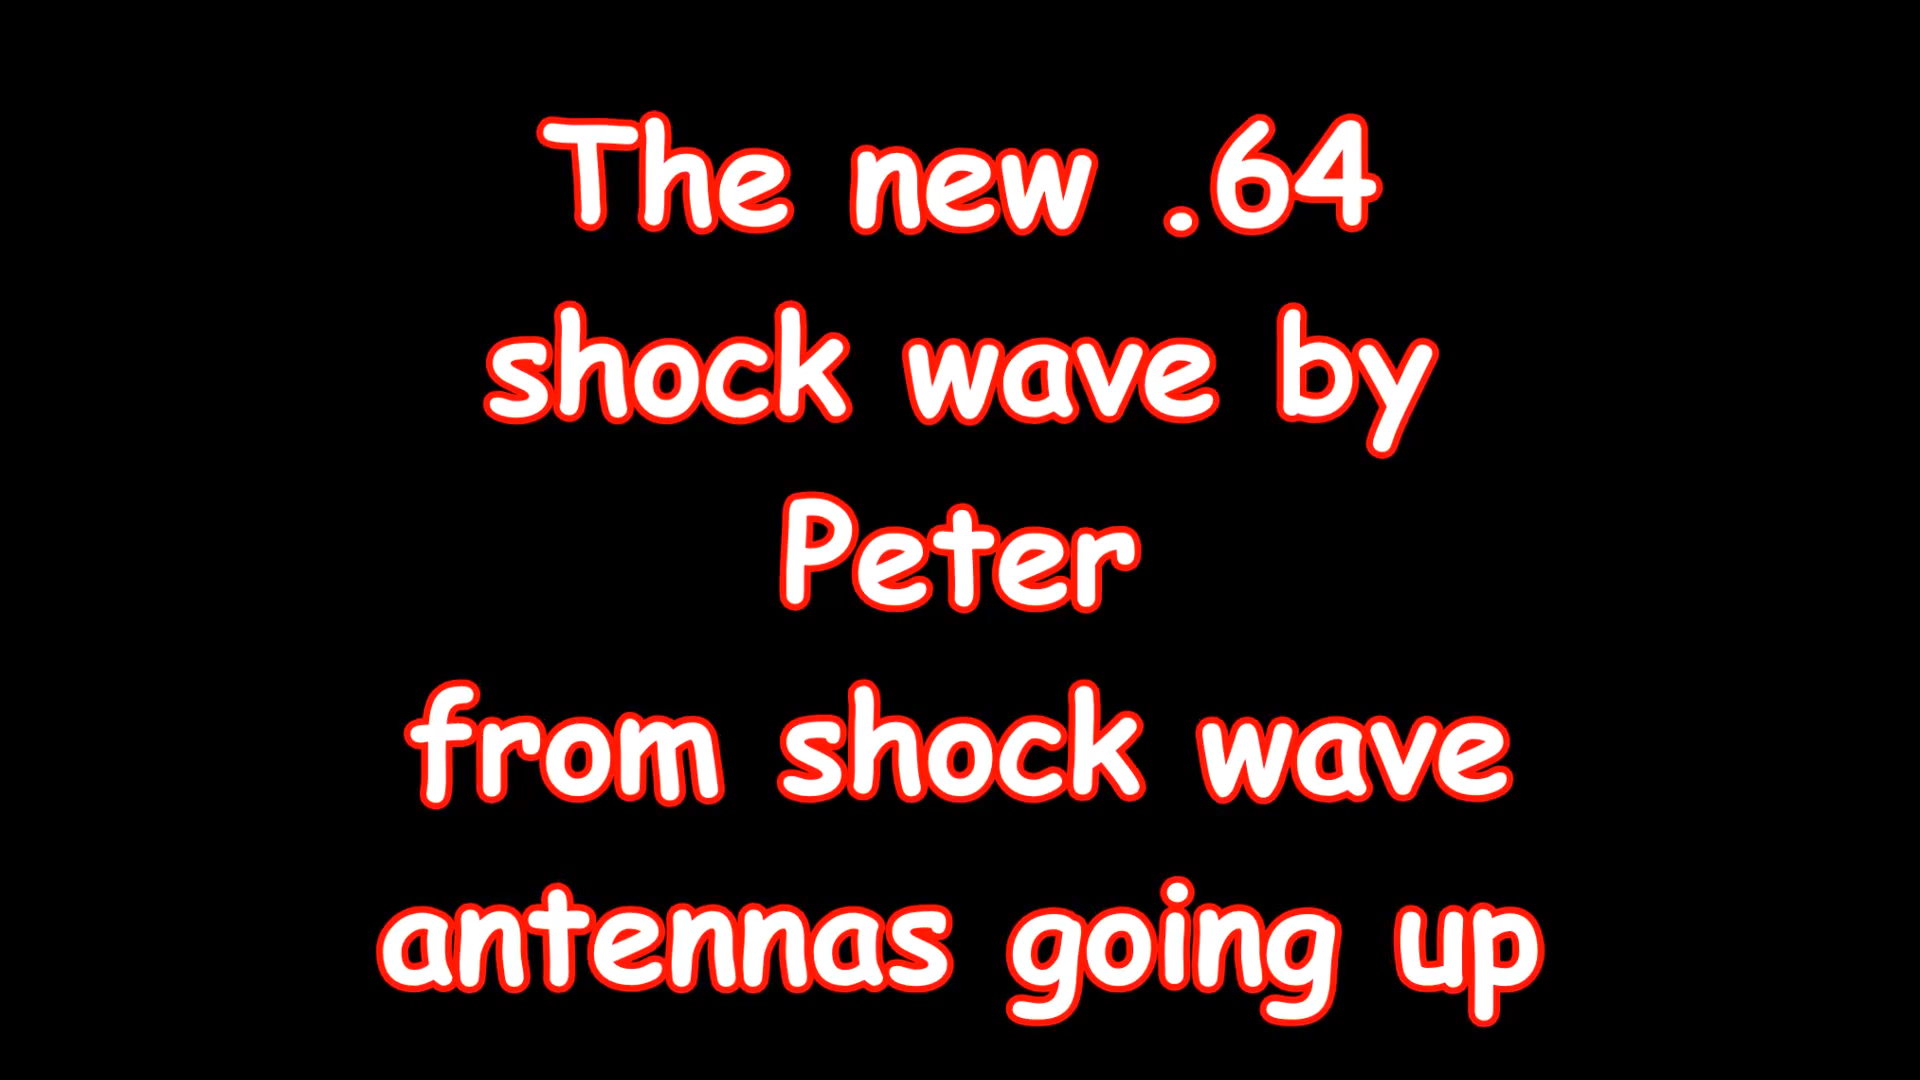 The new .64
shock wave by
Peter
from shock wave
antennas going up